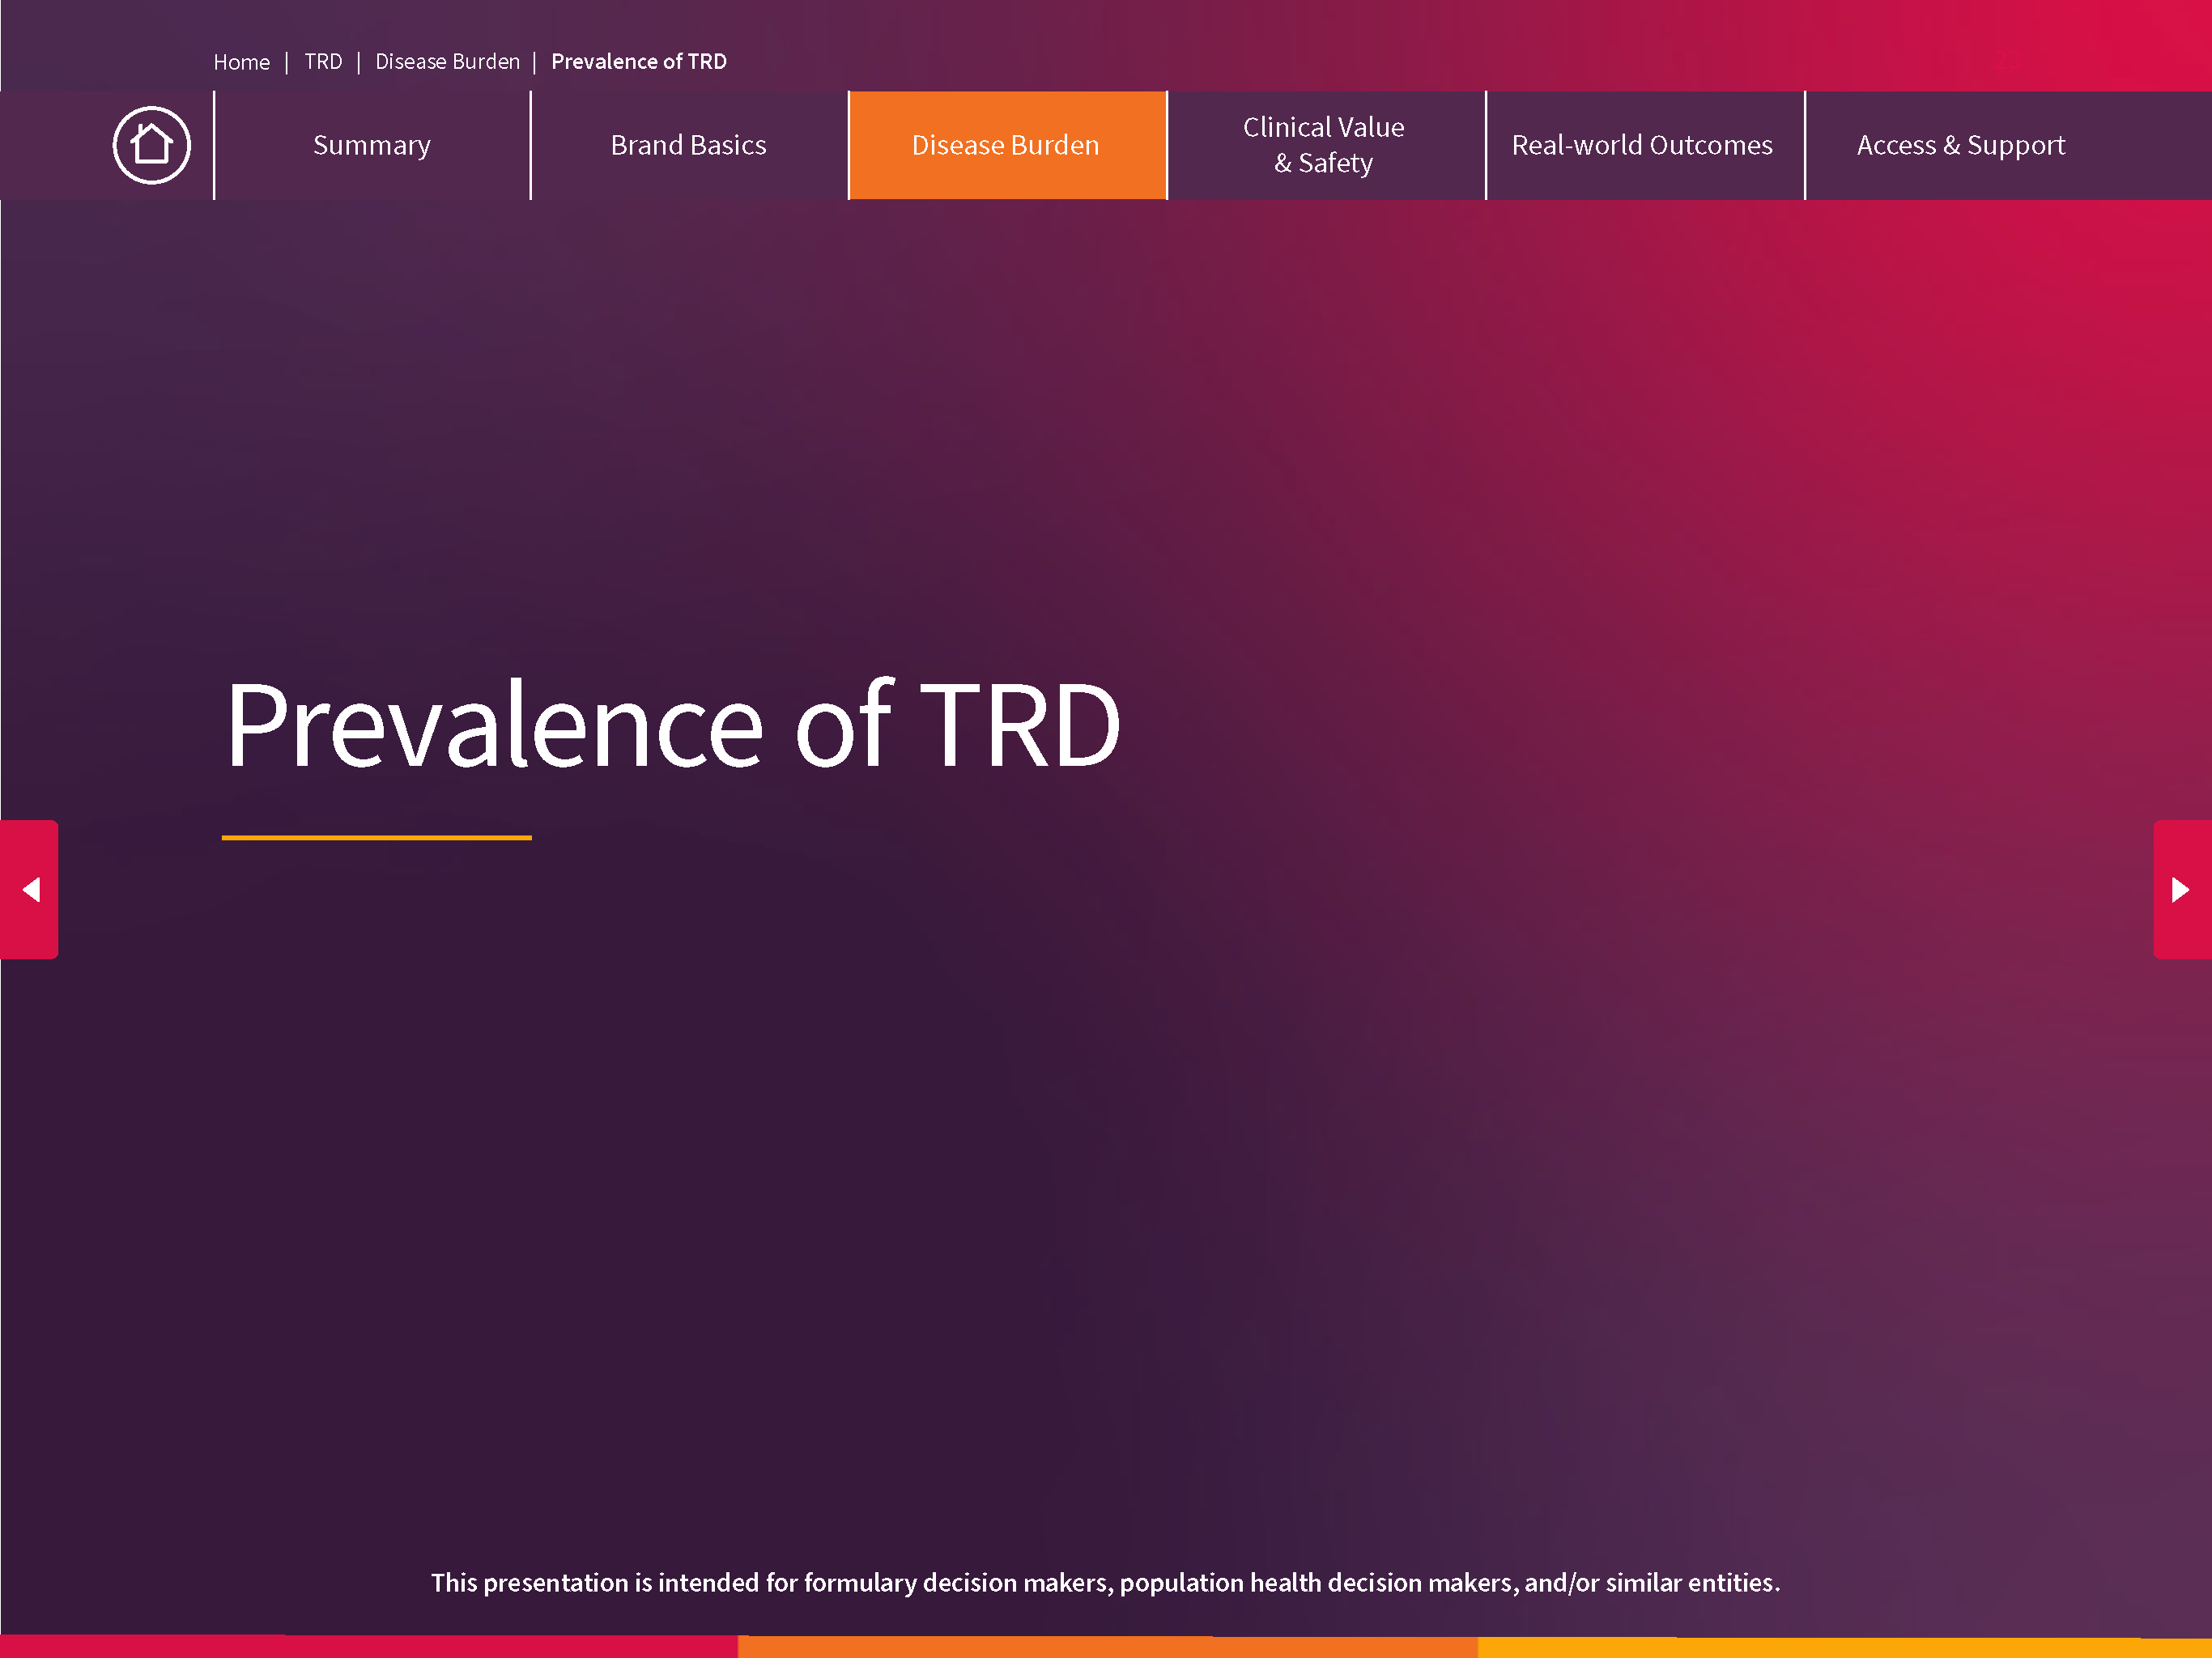 Home | TRD | Disease Burden | Prevalence of TRD
Summary
Brand Basics
Disease Burden
Clinical Value
& Safety
Real-world Outcomes
Access & Support
Prevalence of TRD
This presentation is intended for formulary decision makers, population health decision makers, and/or similar entities.